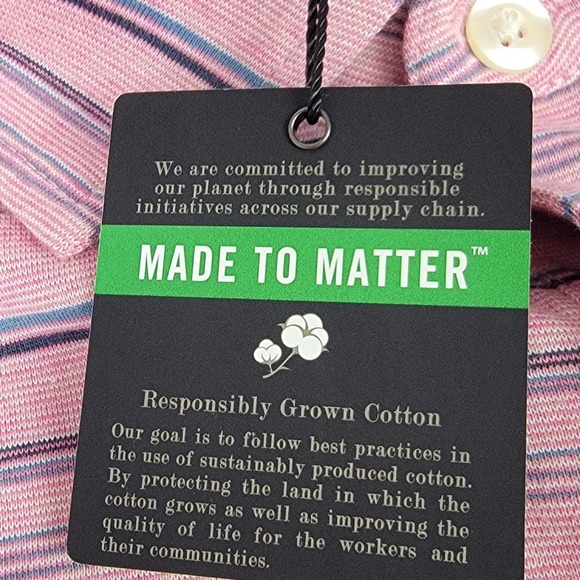 We are committed to improving
our planet through responsible
initiatives across our supply chain.
MADE TO MATTER™
Responsibly Grown Cotton
Our goal is to follow best practices in
the use of sustainably produced cotton.
By protecting the land in which the
cotton grows as well as improving the
quality of life for the workers and
their communities.